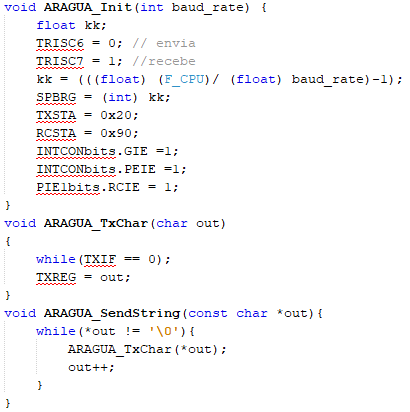 void ARAGUA_Init(int baud_rate) {
    float kk;
    TRISC6 = 0; // envia
    TRISC7 = 1; //recebe
    kk = (((float) (F_CPU)/ (float) baud_rate)-1);
    SPBRG = (int) kk;
    TXSTA = 0x20;
    RCSTA = 0x90;
    INTCONbits.GIE =1;
    INTCONbits.PEIE =1;
    PIE1bits.RCIE = 1;
}
void ARAGUA_TxChar(char out)
{
    while(TXIF == 0);
    TXREG = out;
}
void ARAGUA_SendString(const char *out){
    while(*out != '\0'){
        ARAGUA_TxChar(*out);
        out++;
    }
}